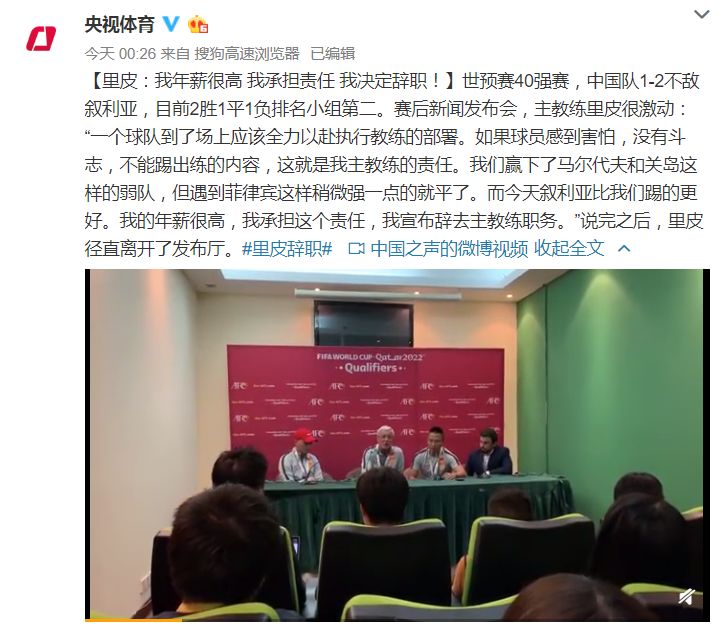 央视体育
今天 00:26 来自 搜狗高速浏览器 已编辑
【里皮：我年薪很高 我承担责任 我决定辞职！】世预赛40强赛，中国队1-2不敌
叙利亚，目前2胜1平1负排名小组第二。赛后新闻发布会，主教练里皮很激动：
“一个球队到了场上应该全力以赴执行教练的部署。如果球员感到害怕，没有斗
志，不能踢出练的内容，这就是我主教练的责任。我们赢下了马尔代夫和关岛这
样的弱队，但遇到菲律宾这样稍微强一点的就平了。而今天叙利亚比我们踢的更
好。我的年薪很高，我承担这个责任，我宣布辞去主教练职务。”说完之后，里皮
径直离开了发布厅。#里皮辞职# 中国之声的微博视频 收起全文
FIFA WORLD CUP Qatar2022
Qualifiers
AFC
AFC
AFC
AFC
AFC